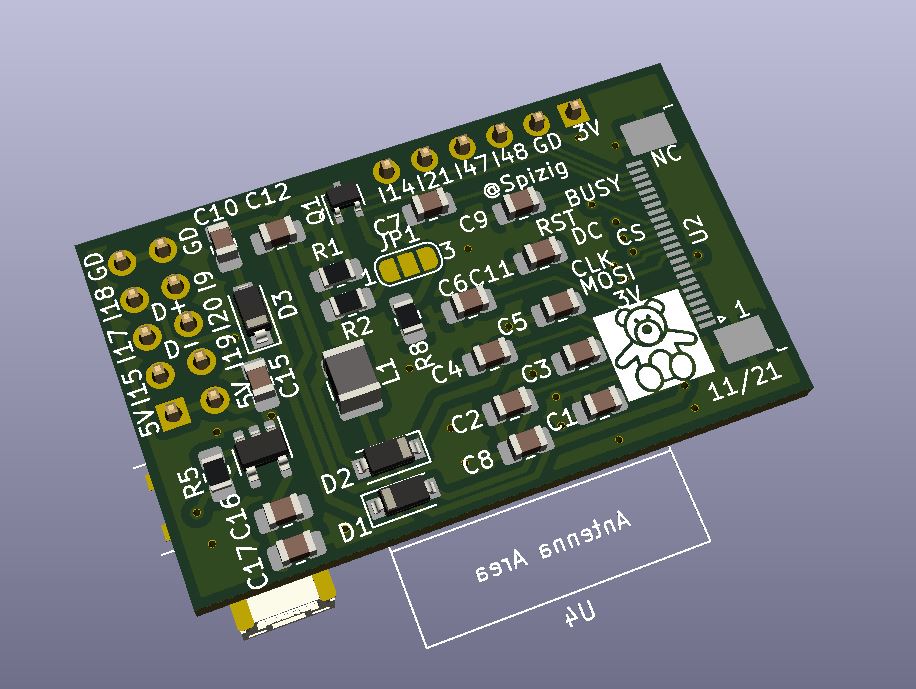 3V
GD
I48
I47
I21
I14
NC
@Spizig
BUSY
C12
C10
Q1
C7
C9
RST
DC
CS
U2
GD
GD
JP1
R1
1
3
CLK
MOSI
3V
C6
C11
I9
I18
D+
I20
I17
D-
I19
I15
5V
5V
D3
R2
R8
C5
1
L1
C4
C3
C15
11/21
C2
C1
C8
R5
D2
D1
C16
C17
Antenna Area
U4